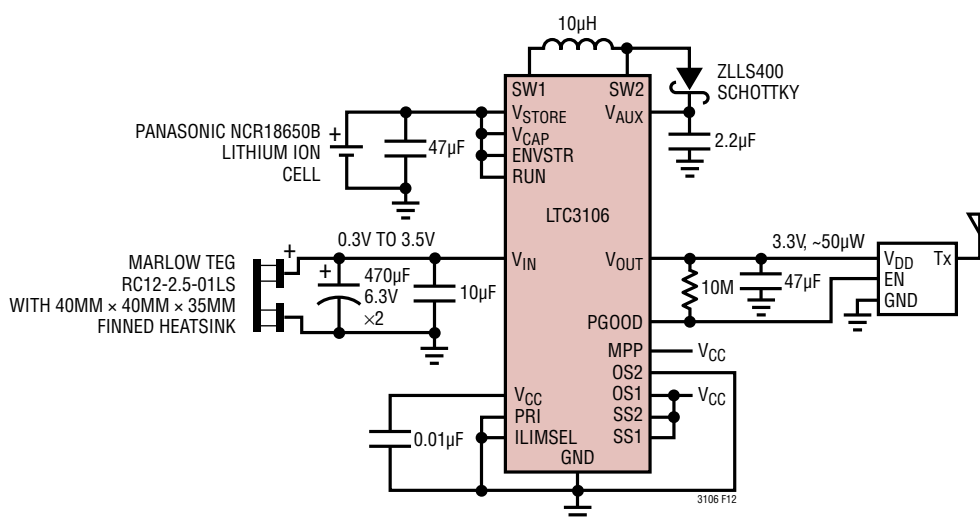 10µH
SW1
SW2
ZLLS400
SCHOTTKY
PANASONIC NCR18650B
LITHIUM ION
CELL
+
47µF
VSTORE
VCAP
ENVSTR
RUN
VAUX
2.2µF
LTC3106
MARLOW TEG
RC12-2.5-01LS
WITH 40MM × 40MM × 35MM
FINNED HEATSINK
+
0.3V TO 3.5V
+
470µF
6.3V
×2
10µF
VIN
VOUT
3.3V, ~50µW
10M
47µF
VDD
EN
GND
Tx
PGOOD
MPP
VCC
OS2
OS1
VCC
SS2
SS1
VCC
PRI
ILIMSEL
0.01µF
GND
3106 F12